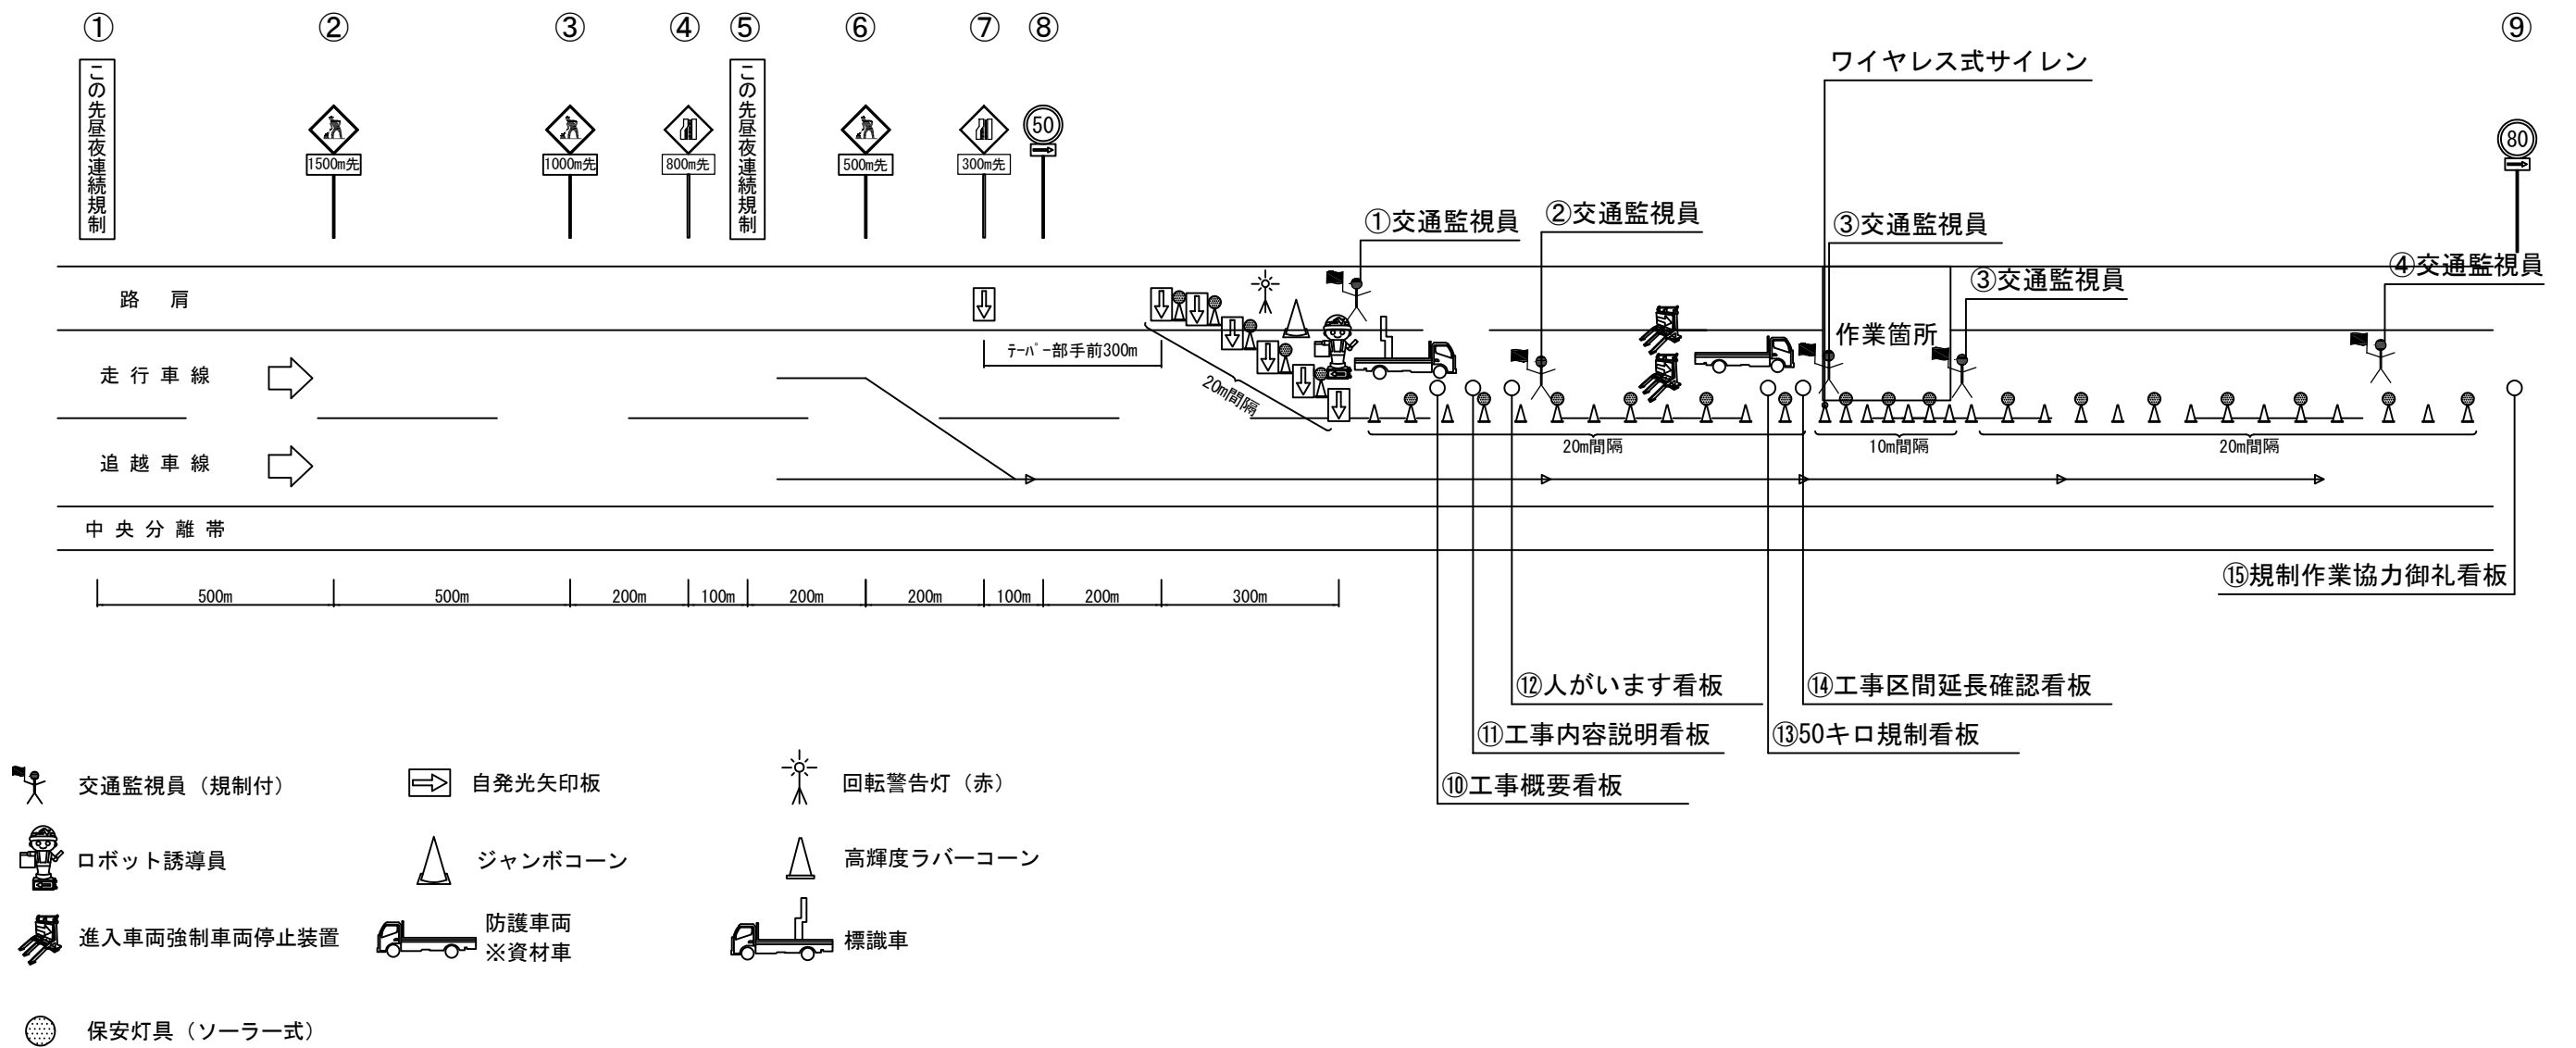 ① ② ③ ④ ⑤ ⑥ ⑦ ⑧ ⑨
この先昼夜連続規制
1500m先
1000m先
800m先
この先昼夜連続規制
500m先
300m先
50
80
ワイヤレス式サイレン
①交通監視員
②交通監視員
③交通監視員
③交通監視員
④交通監視員
路肩
作業箇所
テーパー部手前300m
走行車線
20m間隔
20m間隔
10m間隔
20m間隔
追越車線
中央分離帯
⑮規制作業協力御礼看板
500m 500m 200m 100m 200m 200m 100m 200m 300m
⑫人がいます看板
⑭工事区間延長確認看板
⑪工事内容説明看板
⑬50キロ規制看板
⑩工事概要看板
交通監視員（規制付）
自発光矢印板
回転警告灯（赤）
ロボット誘導員
ジャンボコーン
高輝度ラバーコーン
進入車両強制車両停止装置
防護車両
※資材車
標識車
保安灯具（ソーラー式）